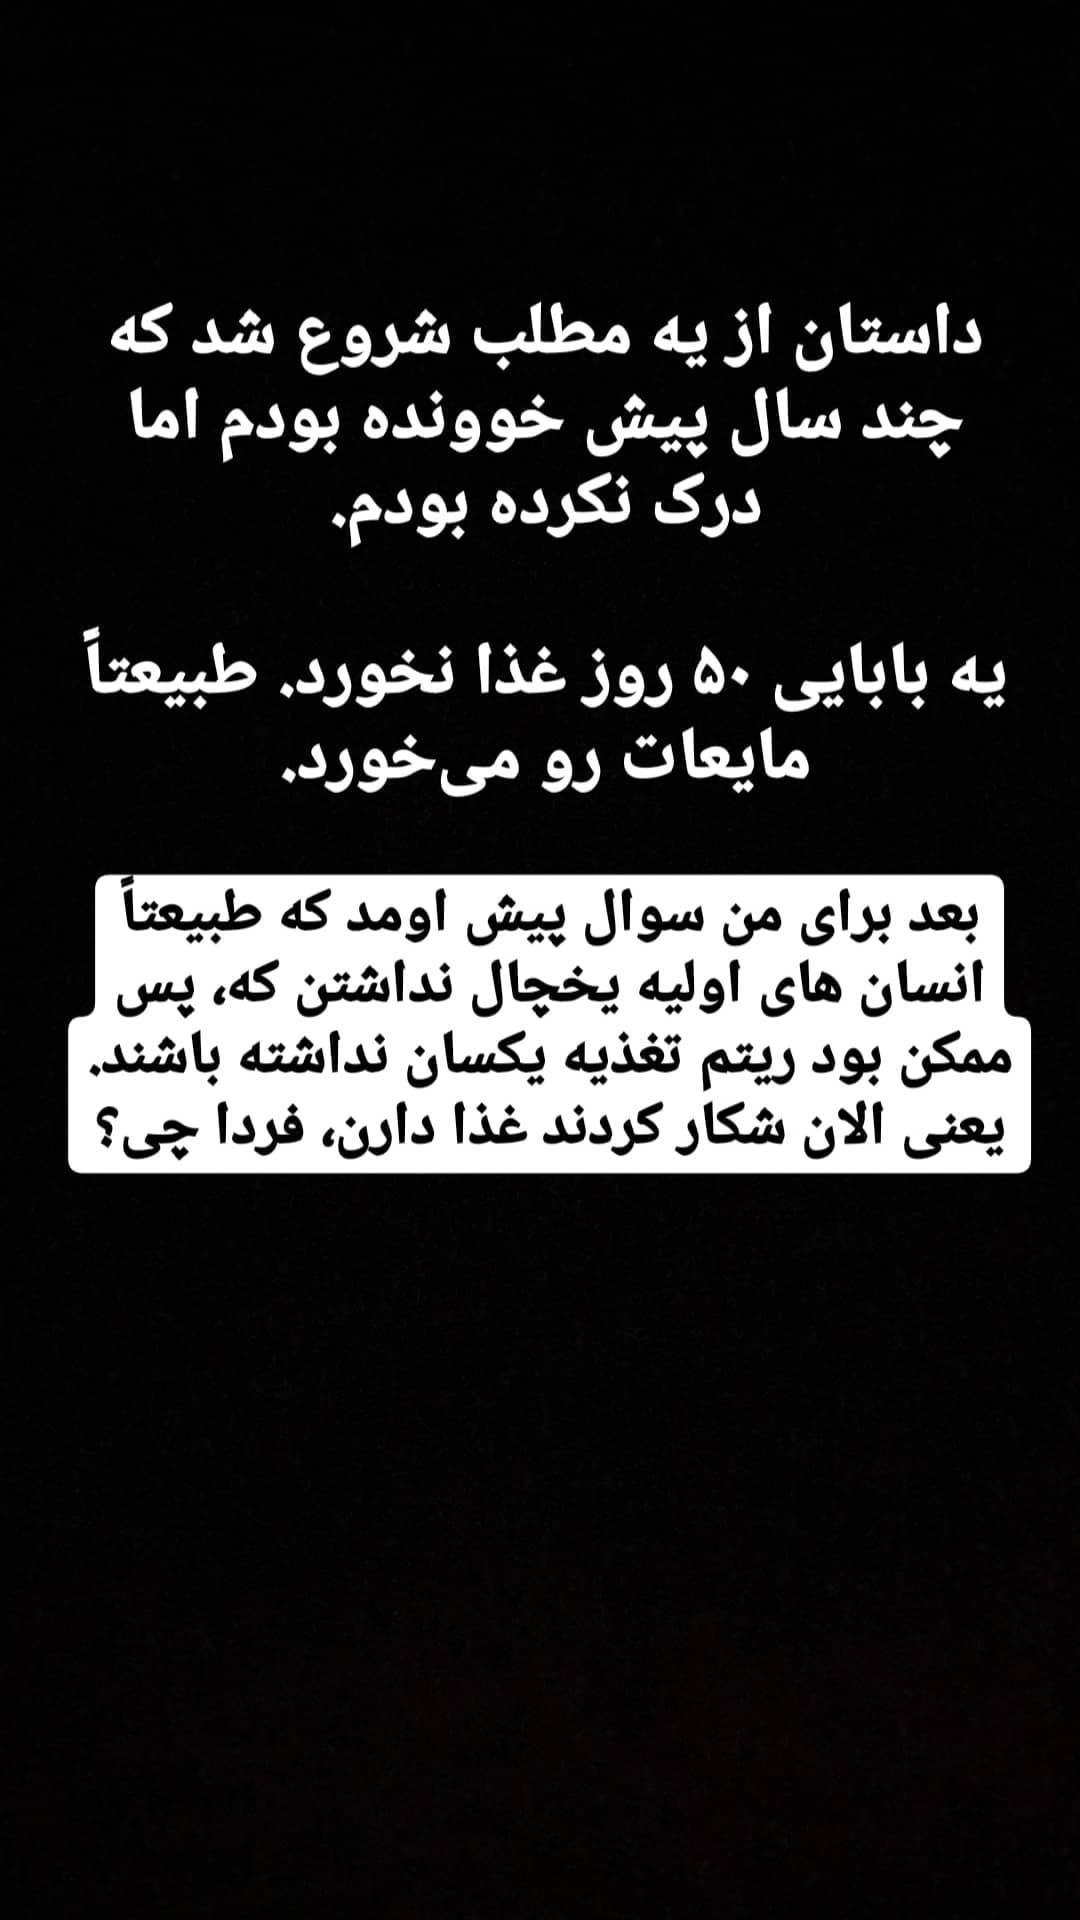 داستان از یه مطلب شروع شد که
چند سال پیش خوونده بودم اما
درک نکرده بودم.
یه بابایی ۵۰ روز غذا نخورد. طبیعتاً
مایعات رو می‌خورد.
بعد برای من سوال پیش اومد که طبیعتاً
انسان های اولیه یخچال نداشتن که، پس
ممکن بود ریتم تغذیه یکسان نداشته باشند.
یعنی الان شکار کردند غذا دارن، فردا چی؟